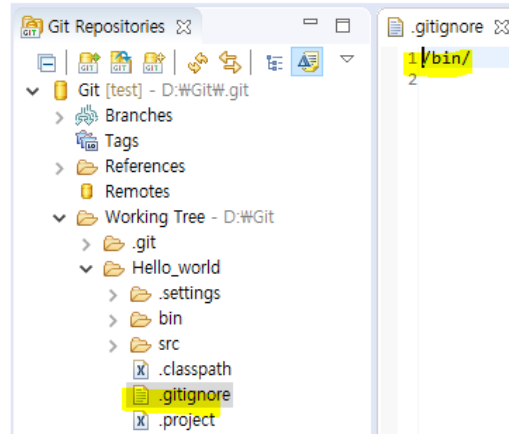 Git Repositories
Git [test] - D:₩Git₩.git
Branches
Tags
References
Remotes
Working Tree - D:₩Git
.git
Hello_world
.settings
bin
src
.classpath
.gitignore
.project
.gitignore
1 /bin/
2